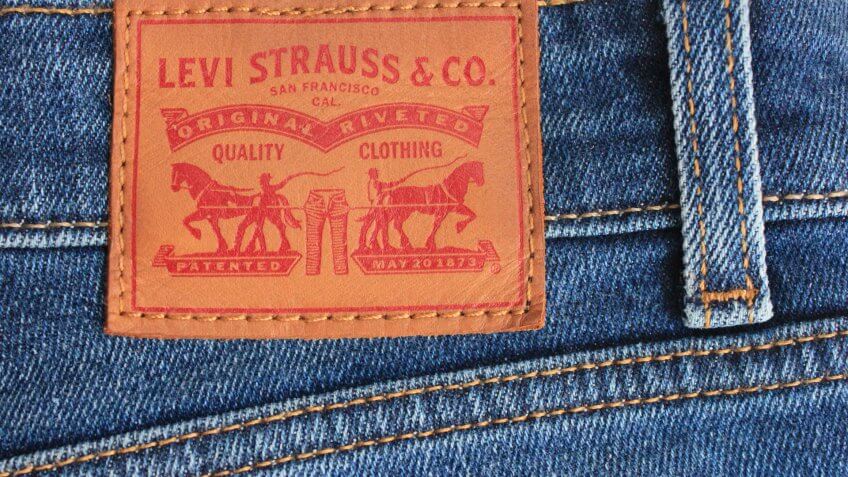 LEVI STRAUSS & CO.
SAN FRANCISCO
CAL.
ORIGINAL RIVETED
QUALITY CLOTHING
PATENTED MAY 20 1873
®